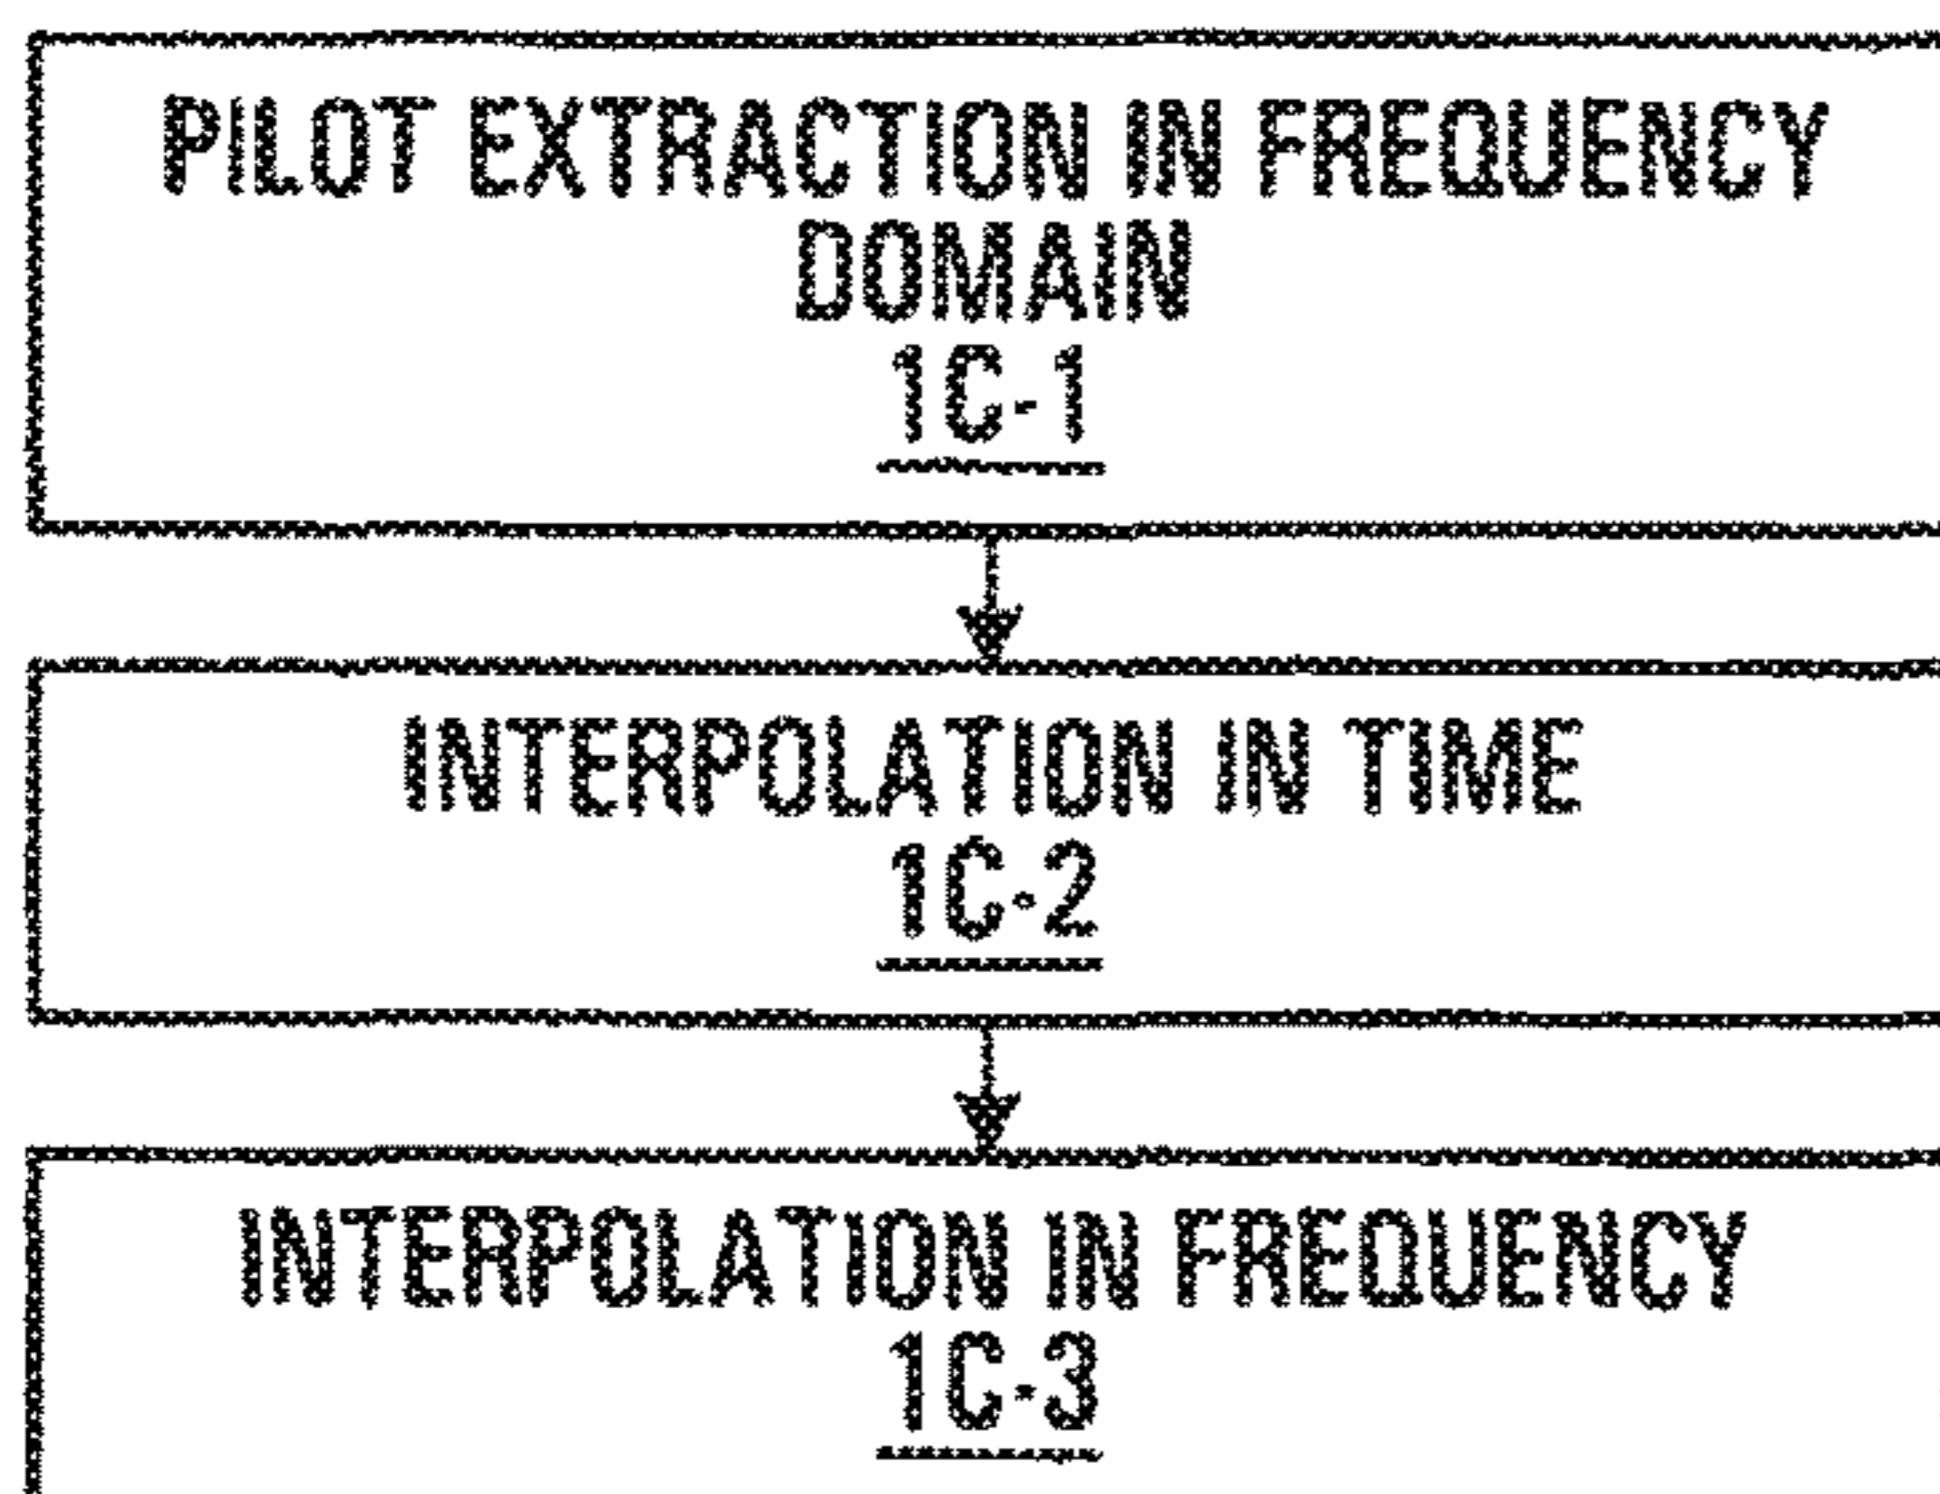 PILOT EXTRACTION IN FREQUENCY
DOMAIN
1C-1
INTERPOLATION IN TIME
1C-2
INTERPOLATION IN FREQUENCY
1C-3